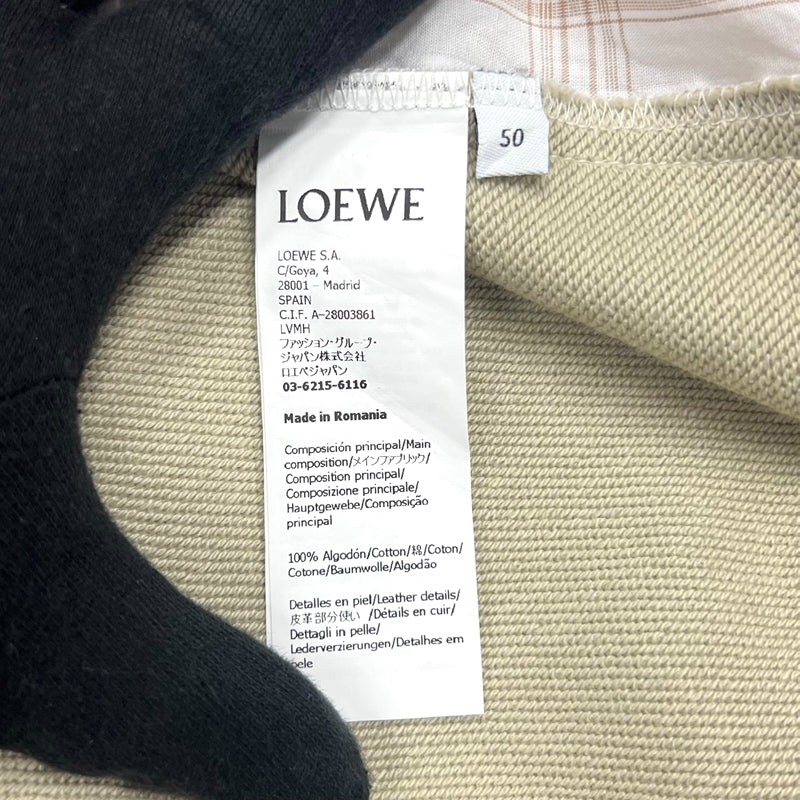 50
LOEWE
LOEWE S.A.
C/Goya, 4
28001 - Madrid
SPAIN
C.I.F. A-28003861
LVMH
ファッション・グループ・
ジャパン株式会社
ロエベジャパン
03-6215-6116
Made in Romania
Composición principal/Main
composition/メインファブリック/
Composition principal/
Composizione principale/
Hauptgewebe/Composição
principal
100% Algodón/Cotton/綿/Coton/
Cotone/Baumwolle/Algodão
Detalles en piel/Leather details/
皮革部分使い /Détails en cuir/
Dettagli in pelle/
Lederverzierungen/Detalhes em
pele